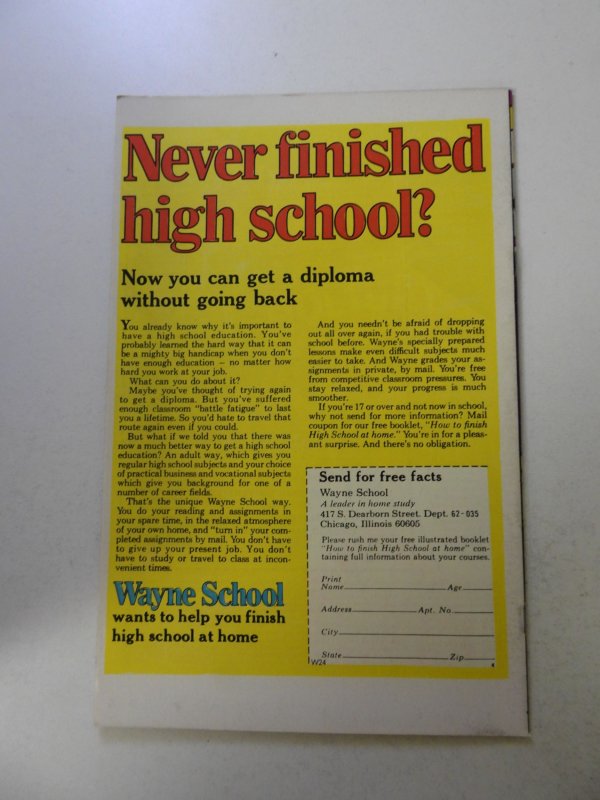 Never finished
high school?
Now you can get a diploma
without going back
You already know why it's important to
have a high school education. You've
probably learned the hard way that it can
be a mighty big handicap when you don't
have enough education — no matter how
hard you work at your job.
What can you do about it?
Maybe you've thought of trying again
to get a diploma. But you've suffered
enough classroom "battle fatigue" to last
you a lifetime. So you'd hate to travel that
route again even if you could.
But what if we told you that there was
now a much better way to get a high school
education? An adult way, which gives you
regular high school subjects and your choice
of practical business and vocational subjects
which give you background for one of a
number of career fields.
That's the unique Wayne School way.
You do your reading and assignments in
your spare time, in the relaxed atmosphere
of your own home, and "turn in" your com-
pleted assignments by mail. You don't have
to give up your present job. You don't
have to study or travel to class at incon-
venient times.
Wayne School
wants to help you finish
high school at home
And you needn't be afraid of dropping
out all over again, if you had trouble with
school before. Wayne's specially prepared
lessons make even difficult subjects much
easier to take. And Wayne grades your as-
signments in private, by mail. You're free
from competitive classroom pressures. You
stay relaxed, and your progress is much
smoother.
If you're 17 or over and not now in school,
why not send for more information? Mail
coupon for our free booklet, "How to finish
High School at home." You're in for a pleas-
ant surprise. And there's no obligation.
Send for free facts
Wayne School
A leader in home study
417 S. Dearborn Street. Dept. 62-035
Chicago, Illinois 60605
Please rush me your free illustrated booklet
"How to finish High School at home" con-
taining full information about your courses.
Print
Name Age
Address Apt. No.
City
State Zip
W24